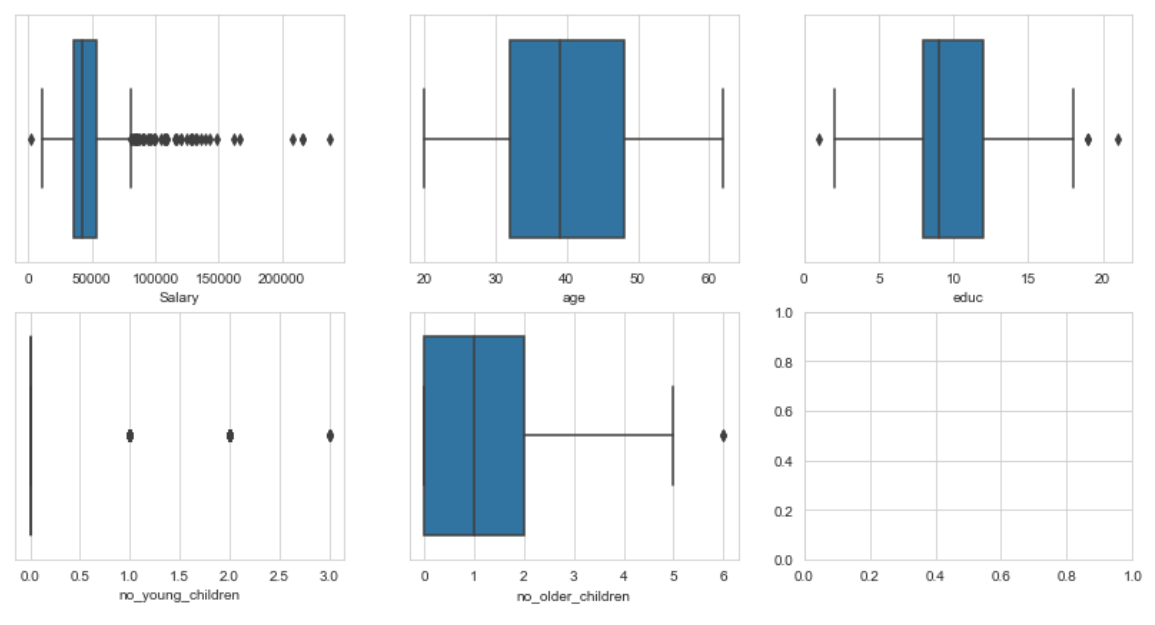 0 50000 100000 150000 200000
Salary
20 30 40 50 60
age
0 5 10 15 20
educ
0.0 0.5 1.0 1.5 2.0 2.5 3.0
no_young_children
0 1 2 3 4 5 6
no_older_children
1.0
0.8
0.6
0.4
0.2
0.0
0.0 0.2 0.4 0.6 0.8 1.0